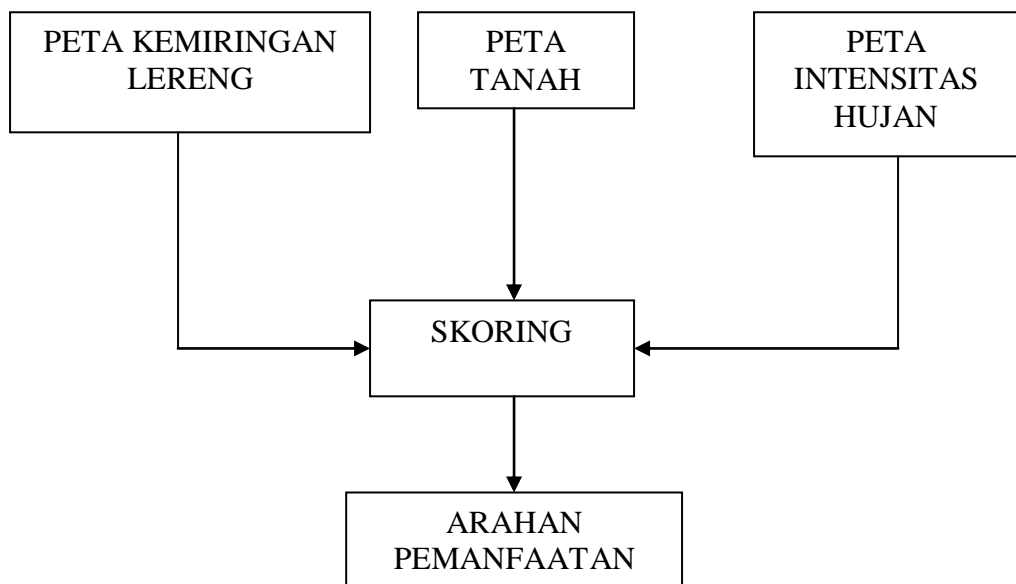 PETA KEMIRINGAN
LERENG
PETA
TANAH
PETA
INTENSITAS
HUJAN
SKORING
ARAHAN
PEMANFAATAN